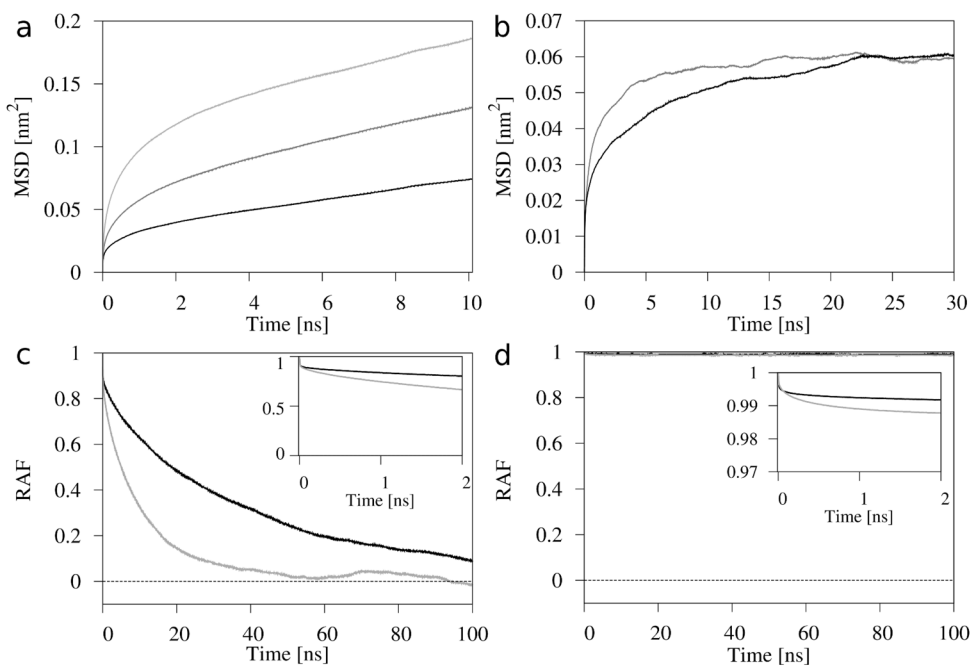 a
MSD [nm²]
0.2
0.15
0.1
0.05
0
0 2 4 6 8 10
Time [ns]
b
MSD [nm²]
0.07
0.06
0.05
0.04
0.03
0.02
0.01
0
0 5 10 15 20 25 30
Time [ns]
c
RAF
1
0.8
0.6
0.4
0.2
0
0 20 40 60 80 100
Time [ns]
1
0.5
0
0 1 2
Time [ns]
d
RAF
1
0.8
0.6
0.4
0.2
0
0 20 40 60 80 100
Time [ns]
1
0.99
0.98
0.97
0 1 2
Time [ns]